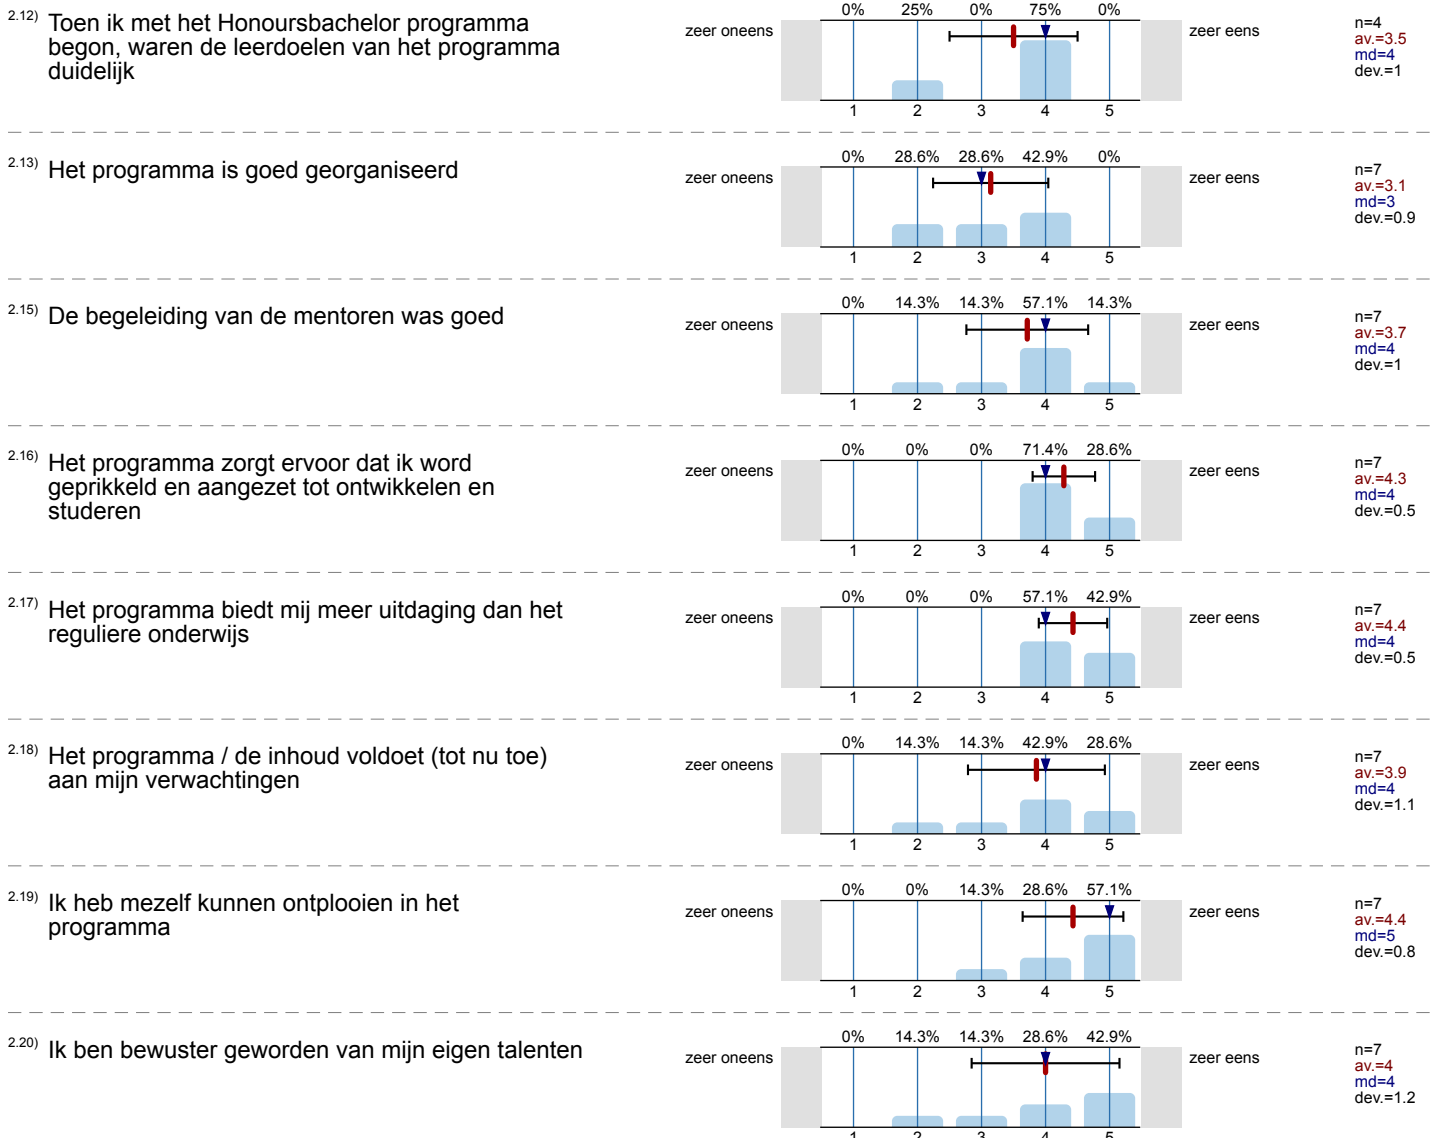 2.12) Toen ik met het Honoursbachelor programma
begon, waren de leerdoelen van het programma
duidelijk
zeer oneens
0% 25% 0% 75% 0%
1 2 3 4 5
zeer eens
n=4
av.=3.5
md=4
dev.=1
2.13) Het programma is goed georganiseerd
zeer oneens
0% 28.6% 28.6% 42.9% 0%
1 2 3 4 5
zeer eens
n=7
av.=3.1
md=3
dev.=0.9
2.15) De begeleiding van de mentoren was goed
zeer oneens
0% 14.3% 14.3% 57.1% 14.3%
1 2 3 4 5
zeer eens
n=7
av.=3.7
md=4
dev.=1
2.16) Het programma zorgt ervoor dat ik word
geprikkeld en aangezet tot ontwikkelen en
studeren
zeer oneens
0% 0% 0% 71.4% 28.6%
1 2 3 4 5
zeer eens
n=7
av.=4.3
md=4
dev.=0.5
2.17) Het programma biedt mij meer uitdaging dan het
reguliere onderwijs
zeer oneens
0% 0% 0% 57.1% 42.9%
1 2 3 4 5
zeer eens
n=7
av.=4.4
md=4
dev.=0.5
2.18) Het programma / de inhoud voldoet (tot nu toe)
aan mijn verwachtingen
zeer oneens
0% 14.3% 14.3% 42.9% 28.6%
1 2 3 4 5
zeer eens
n=7
av.=3.9
md=4
dev.=1.1
2.19) Ik heb mezelf kunnen ontplooien in het
programma
zeer oneens
0% 0% 14.3% 28.6% 57.1%
1 2 3 4 5
zeer eens
n=7
av.=4.4
md=5
dev.=0.8
2.20) Ik ben bewuster geworden van mijn eigen talenten
zeer oneens
0% 14.3% 14.3% 28.6% 42.9%
1 2 3 4 5
zeer eens
n=7
av.=4
md=4
dev.=1.2